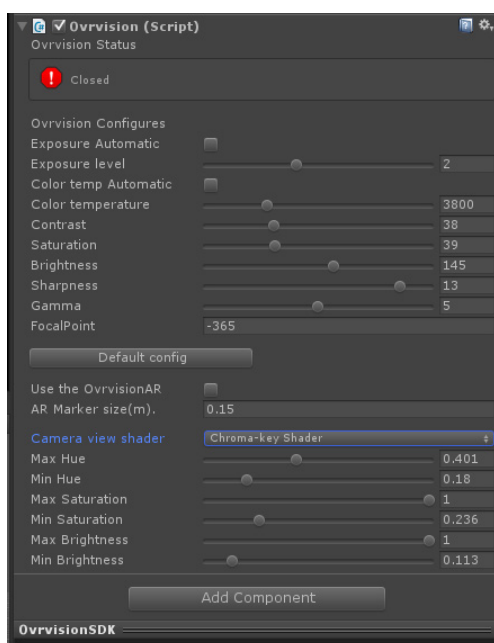 Ovrvision (Script)
Ovrvision Status
Closed
Ovrvision Configures
Exposure Automatic
Exposure level 2
Color temp Automatic
Color temperature 3800
Contrast 38
Saturation 39
Brightness 145
Sharpness 13
Gamma 5
FocalPoint -365
Default config
Use the OvrvisionAR
AR Marker size(m). 0.15
Camera view shader Chroma-key Shader
Max Hue 0.401
Min Hue 0.18
Max Saturation 1
Min Saturation 0.236
Max Brightness 1
Min Brightness 0.113
Add Component
OvrvisionSDK